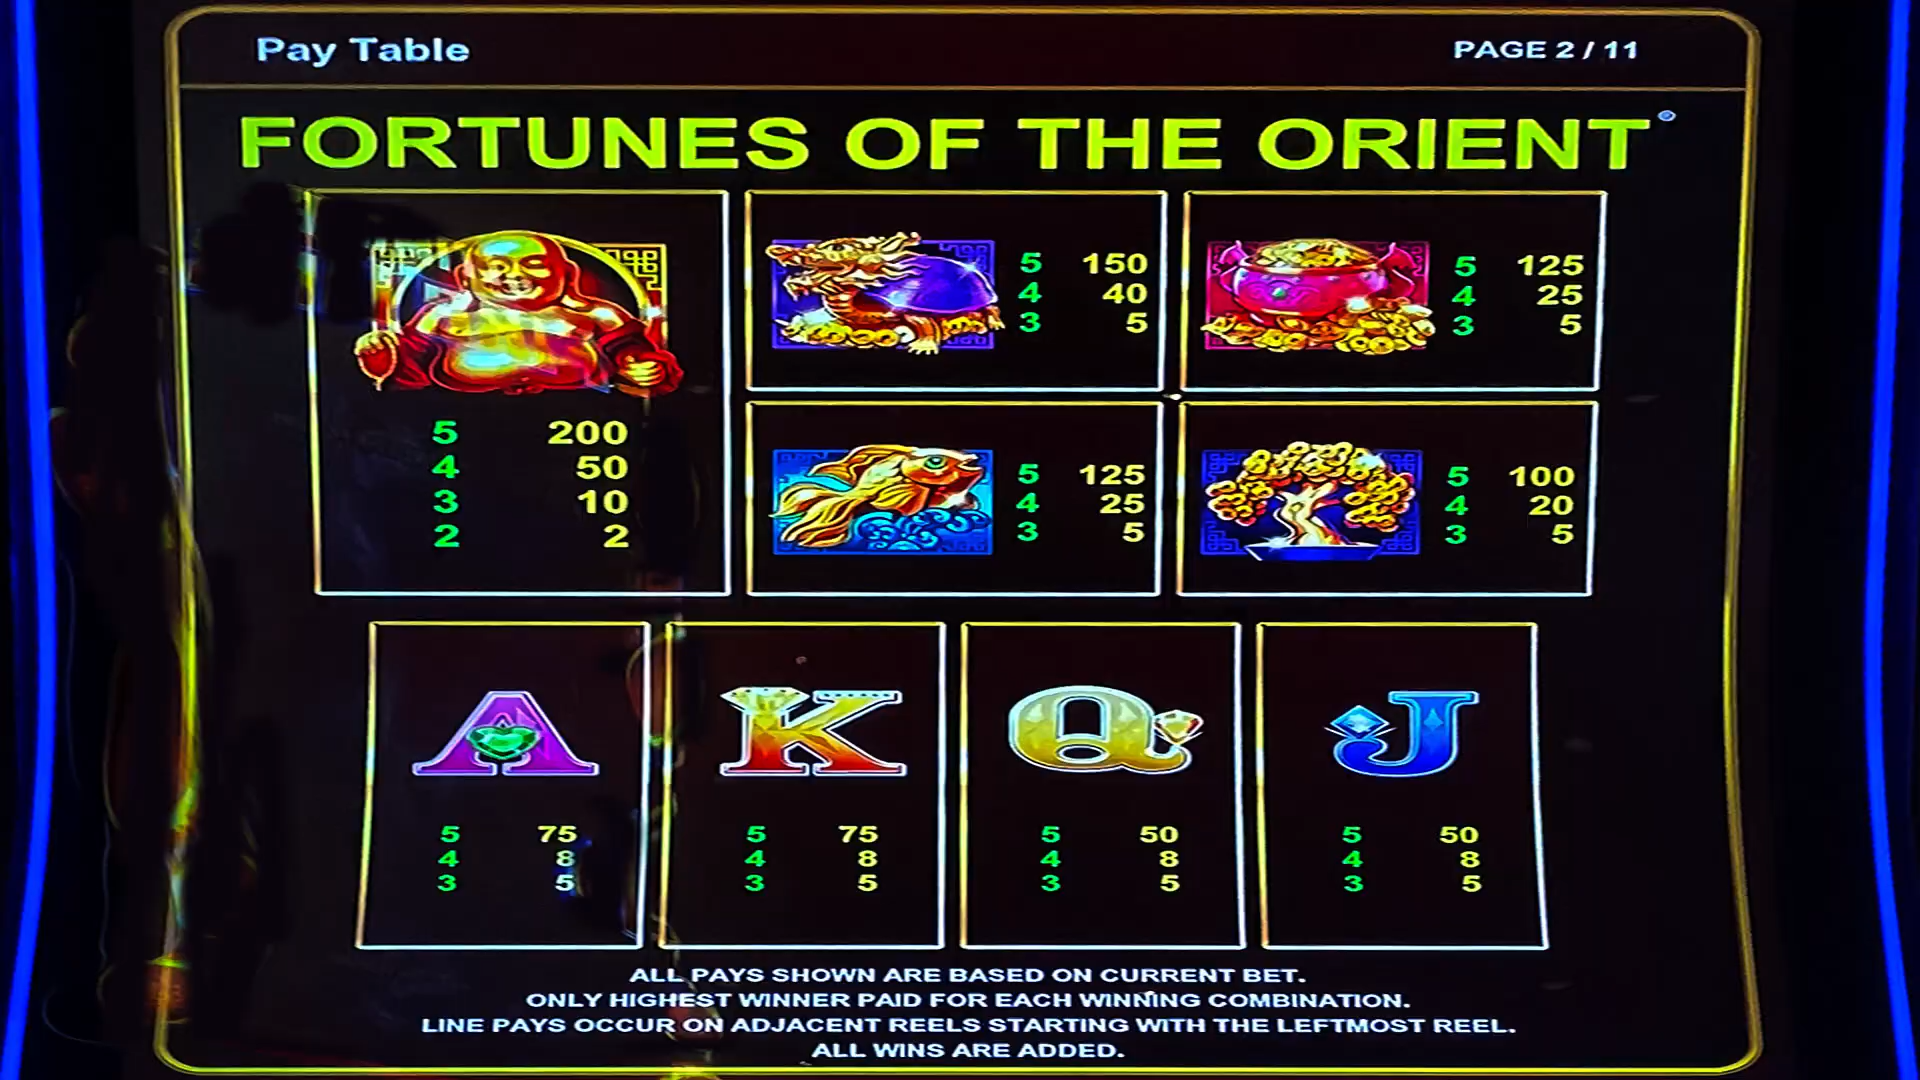 Pay Table
PAGE 2 / 11
FORTUNES OF THE ORIENT®
5 200
4 50
3 10
2 2
5 150
4 40
3 5
5 125
4 25
3 5
5 125
4 25
3 5
5 100
4 20
3 5
A
5 75
4 8
3 5
K
5 75
4 8
3 5
Q
5 50
4 8
3 5
J
5 50
4 8
3 5
ALL PAYS SHOWN ARE BASED ON CURRENT BET.
ONLY HIGHEST WINNER PAID FOR EACH WINNING COMBINATION.
LINE PAYS OCCUR ON ADJACENT REELS STARTING WITH THE LEFTMOST REEL.
ALL WINS ARE ADDED.